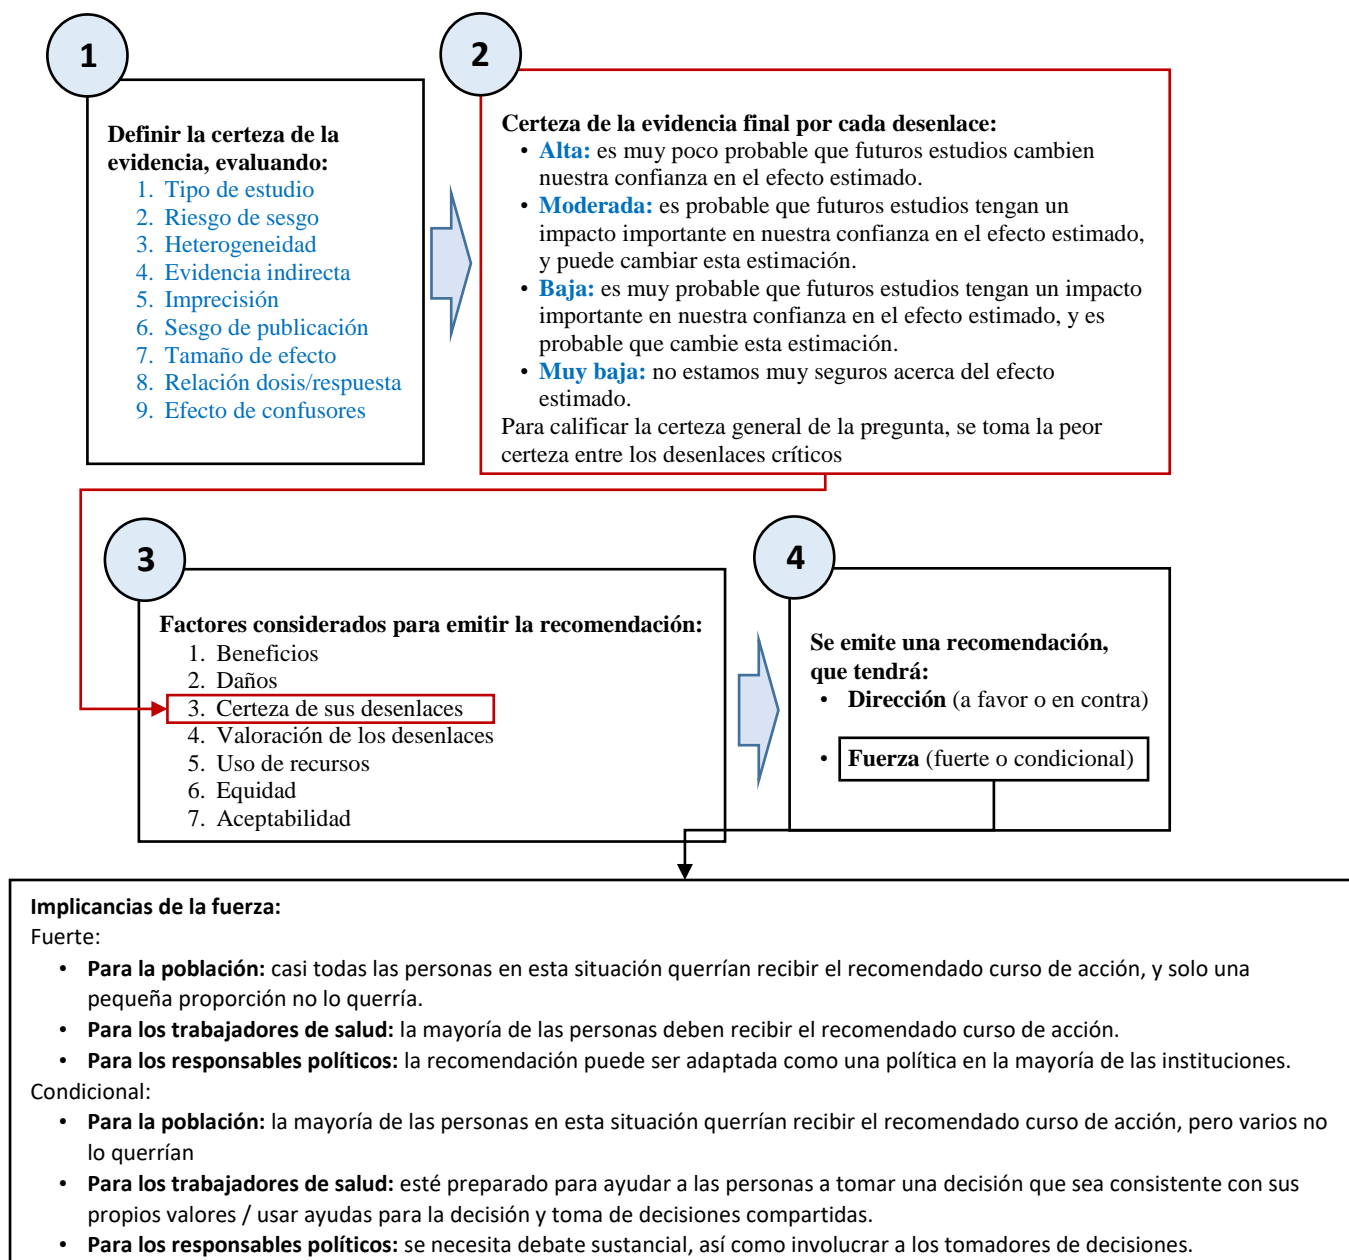 1
Definir la certeza de la
evidencia, evaluando:
1. Tipo de estudio
2. Riesgo de sesgo
3. Heterogeneidad
4. Evidencia indirecta
5. Imprecisión
6. Sesgo de publicación
7. Tamaño de efecto
8. Relación dosis/respuesta
9. Efecto de confusores
2
Certeza de la evidencia final por cada desenlace:
• Alta: es muy poco probable que futuros estudios cambien
nuestra confianza en el efecto estimado.
• Moderada: es probable que futuros estudios tengan un
impacto importante en nuestra confianza en el efecto estimado,
y puede cambiar esta estimación.
• Baja: es muy probable que futuros estudios tengan un impacto
importante en nuestra confianza en el efecto estimado, y es
probable que cambie esta estimación.
• Muy baja: no estamos muy seguros acerca del efecto
estimado.
Para calificar la certeza general de la pregunta, se toma la peor
certeza entre los desenlaces críticos
3
Factores considerados para emitir la recomendación:
1. Beneficios
2. Daños
3. Certeza de sus desenlaces
4. Valoración de los desenlaces
5. Uso de recursos
6. Equidad
7. Aceptabilidad
4
Se emite una recomendación,
que tendrá:
• Dirección (a favor o en contra)
• Fuerza (fuerte o condicional)
Implicancias de la fuerza:
Fuerte:
• Para la población: casi todas las personas en esta situación querrían recibir el recomendado curso de acción, y solo una
pequeña proporción no lo querría.
• Para los trabajadores de salud: la mayoría de las personas deben recibir el recomendado curso de acción.
• Para los responsables políticos: la recomendación puede ser adaptada como una política en la mayoría de las instituciones.
Condicional:
• Para la población: la mayoría de las personas en esta situación querrían recibir el recomendado curso de acción, pero varios no
lo querrían
• Para los trabajadores de salud: esté preparado para ayudar a las personas a tomar una decisión que sea consistente con sus
propios valores / usar ayudas para la decisión y toma de decisiones compartidas.
• Para los responsables políticos: se necesita debate sustancial, así como involucrar a los tomadores de decisiones.